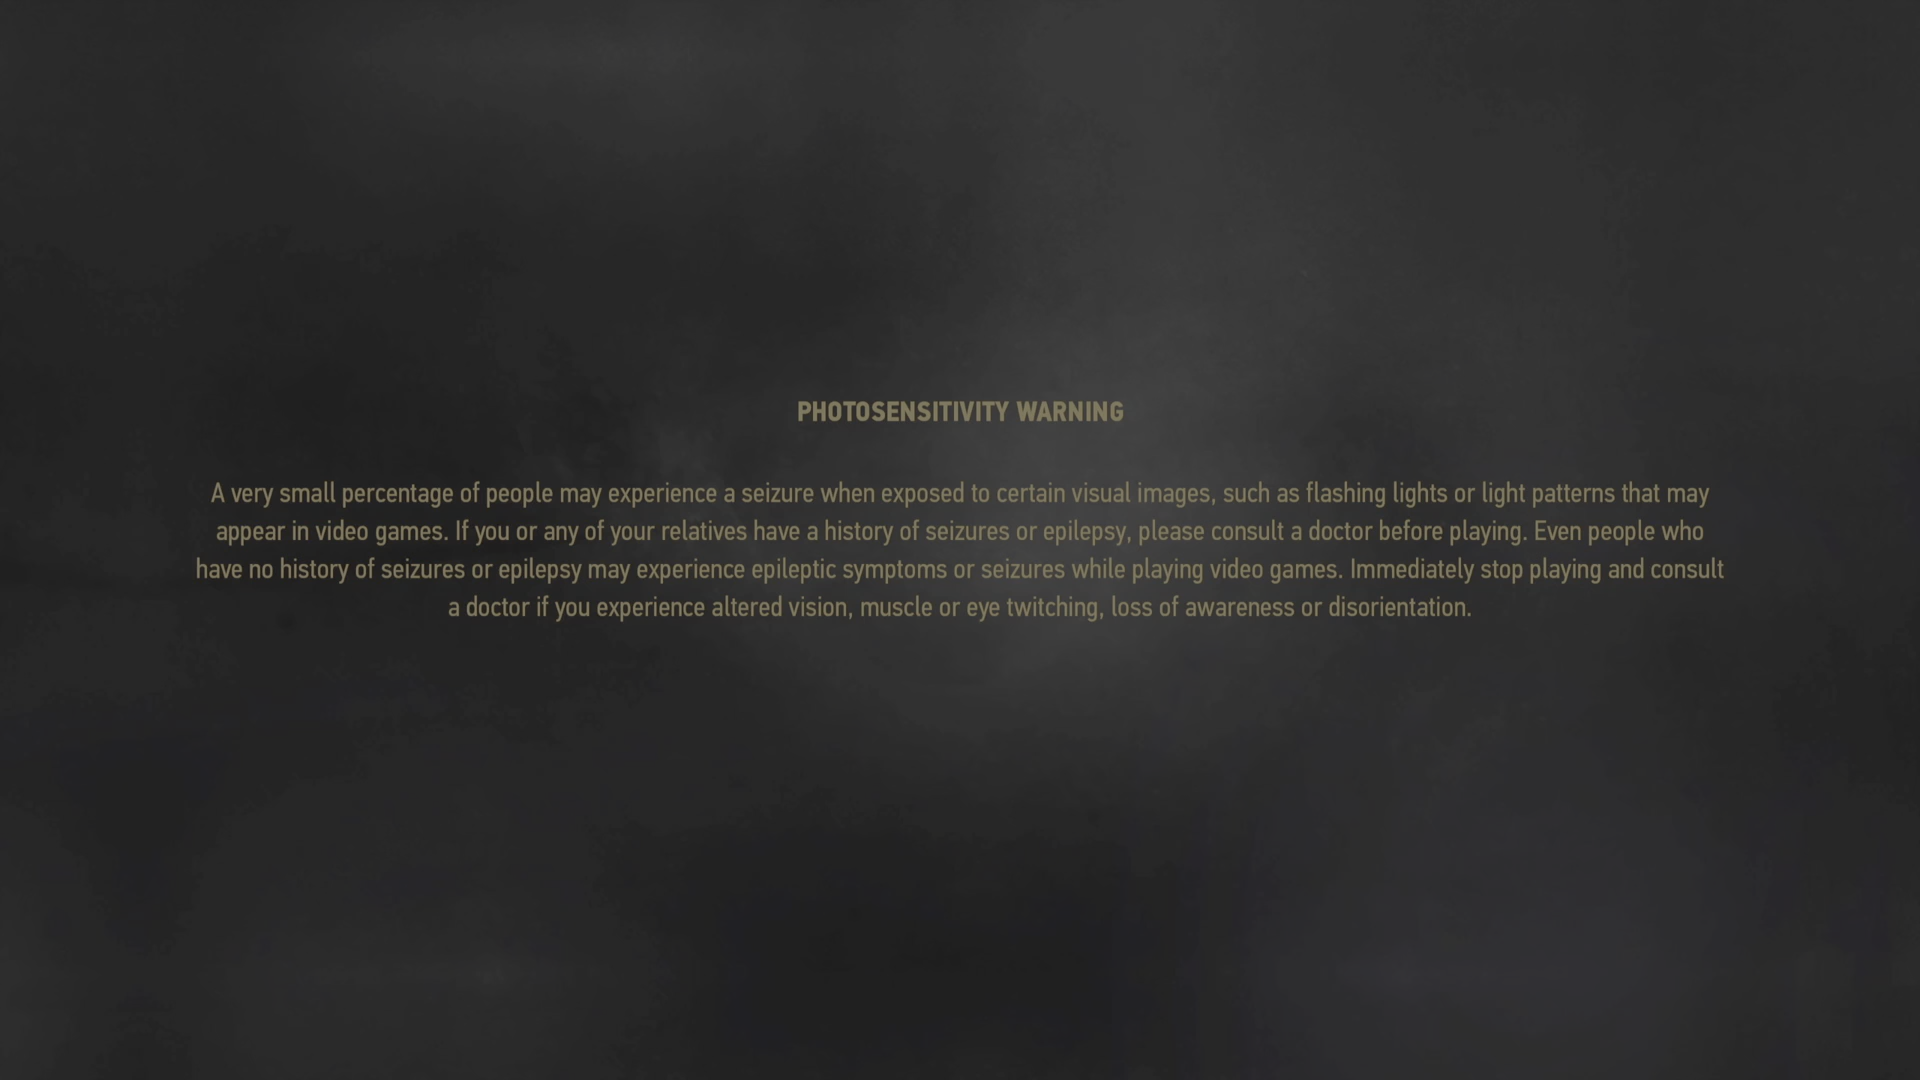 PHOTOSENSITIVITY WARNING
A very small percentage of people may experience a seizure when exposed to certain visual images, such as flashing lights or light patterns that may
appear in video games. If you or any of your relatives have a history of seizures or epilepsy, please consult a doctor before playing. Even people who
have no history of seizures or epilepsy may experience epileptic symptoms or seizures while playing video games. Immediately stop playing and consult
a doctor if you experience altered vision, muscle or eye twitching, loss of awareness or disorientation.